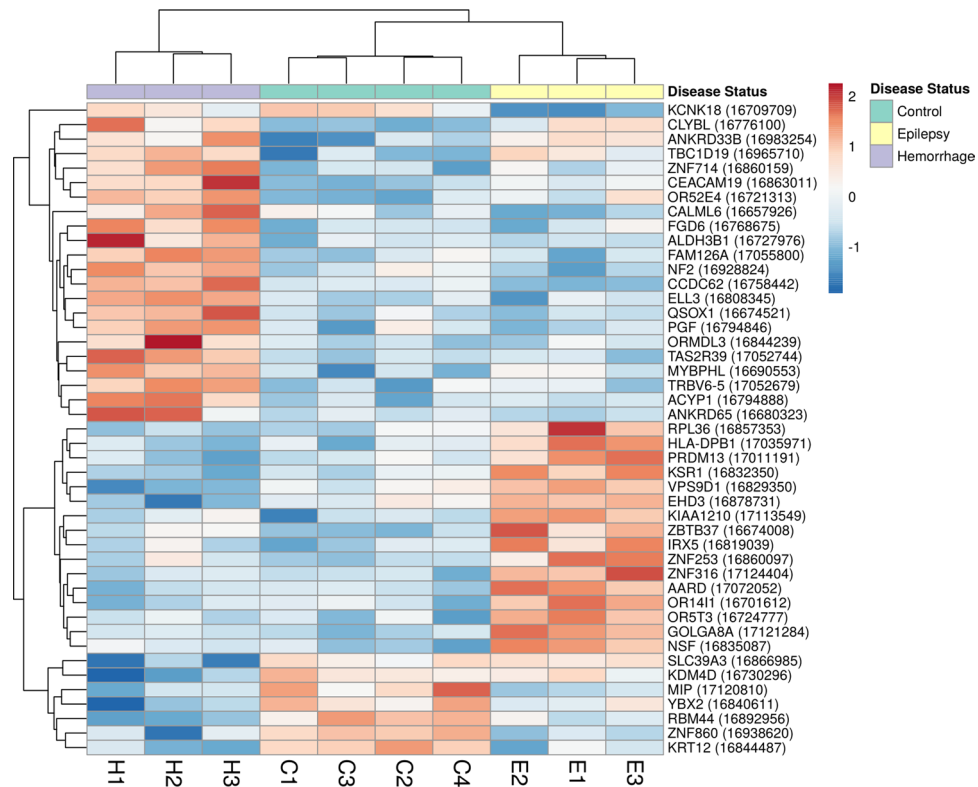 Disease Status
KCNK18 (16709709)
CLYBL (16776100)
ANKRD33B (16983254)
TBC1D19 (16965710)
ZNF714 (16860159)
CEACAM19 (16863011)
OR52E4 (16721313)
CALML6 (16657926)
FGD6 (16768675)
ALDH3B1 (16727976)
FAM126A (17055800)
NF2 (16928824)
CCDC62 (16758442)
ELL3 (16808345)
QSOX1 (16674521)
PGF (16794846)
ORMDL3 (16844239)
TAS2R39 (17052744)
MYBPHL (16690553)
TRBV6-5 (17052679)
ACYP1 (16794888)
ANKRD65 (16680323)
RPL36 (16857353)
HLA-DPB1 (17035971)
PRDM13 (17011191)
KSR1 (16832350)
VPS9D1 (16829350)
EHD3 (16878731)
KIAA1210 (17113549)
ZBTB37 (16674008)
IRX5 (16819039)
ZNF253 (16860097)
ZNF316 (17124404)
AARD (17072052)
OR14I1 (16701612)
OR5T3 (16724777)
GOLGA8A (17121284)
NSF (16835087)
SLC39A3 (16866985)
KDM4D (16730296)
MIP (17120810)
YBX2 (16840611)
RBM44 (16892956)
ZNF860 (16938620)
KRT12 (16844487)
H1 H2 H3 C1 C3 C2 C4 E2 E1 E3
2
1
0
-1
Disease Status
Control
Epilepsy
Hemorrhage